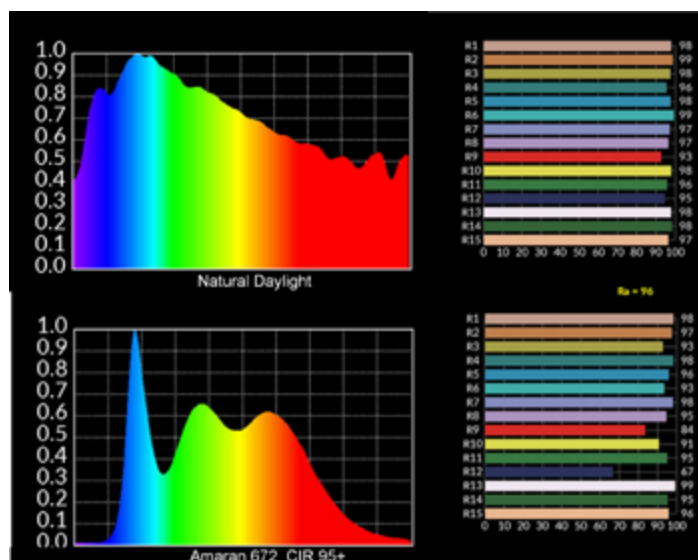 1.0
0.9
0.8
0.7
0.6
0.5
0.4
0.3
0.2
0.1
0.0
Natural Daylight
R1 98
R2 99
R3 98
R4 96
R5 98
R6 99
R7 97
R8 97
R9 93
R10 98
R11 96
R12 95
R13 98
R14 98
R15 97
0 10 20 30 40 50 60 70 80 90 100
Ra = 96
1.0
0.9
0.8
0.7
0.6
0.5
0.4
0.3
0.2
0.1
0.0
Amaran 672 CIR 95+
R1 98
R2 97
R3 93
R4 98
R5 96
R6 93
R7 98
R8 95
R9 84
R10 91
R11 95
R12 67
R13 99
R14 95
R15 96
0 10 20 30 40 50 60 70 80 90 100